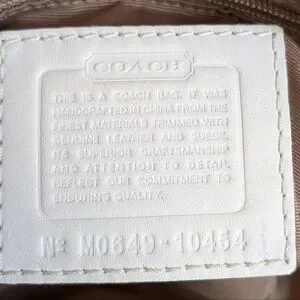 COACH
THIS IS A COACH BAG. IT WAS
HANDCRAFTED IN CHINA FROM THE
FINEST MATERIALS TRIMMED WITH
GENUINE LEATHER AND SUEDE.
ITS SUPERIOR CRAFTSMANSHIP
AND ATTENTION TO DETAIL
REFLECT OUR COMMITMENT TO
ENDURING QUALITY.
Nº M0649-10454